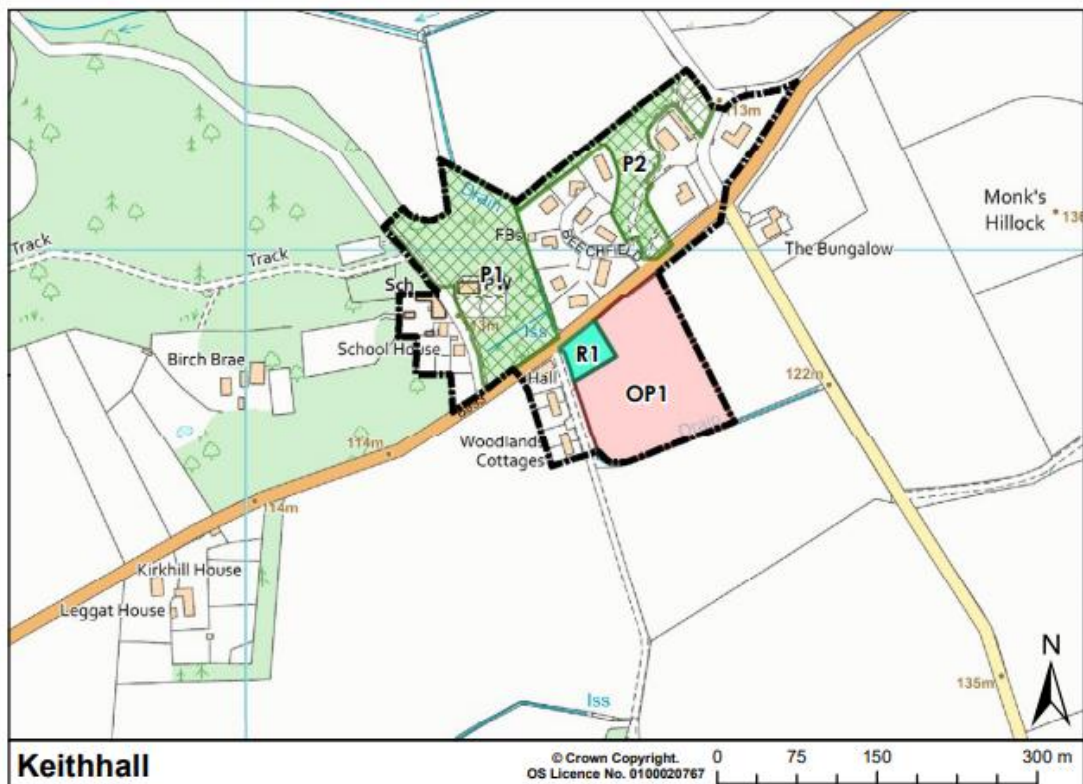 113m
P2
Monk's
Hillock
Drain
FBs
BEECHFIELD
The Bungalow
Track
Track
P1
Sch
School House
Iss
R1
Birch Brae
Hall
OP1
122m
Drain
Woodlands
Cottages
114m
114m
Kirkhill House
Leggat House
N
135m
Iss
Keithhall
© Crown Copyright.
OS Licence No. 0100020767
0 75 150 300 m